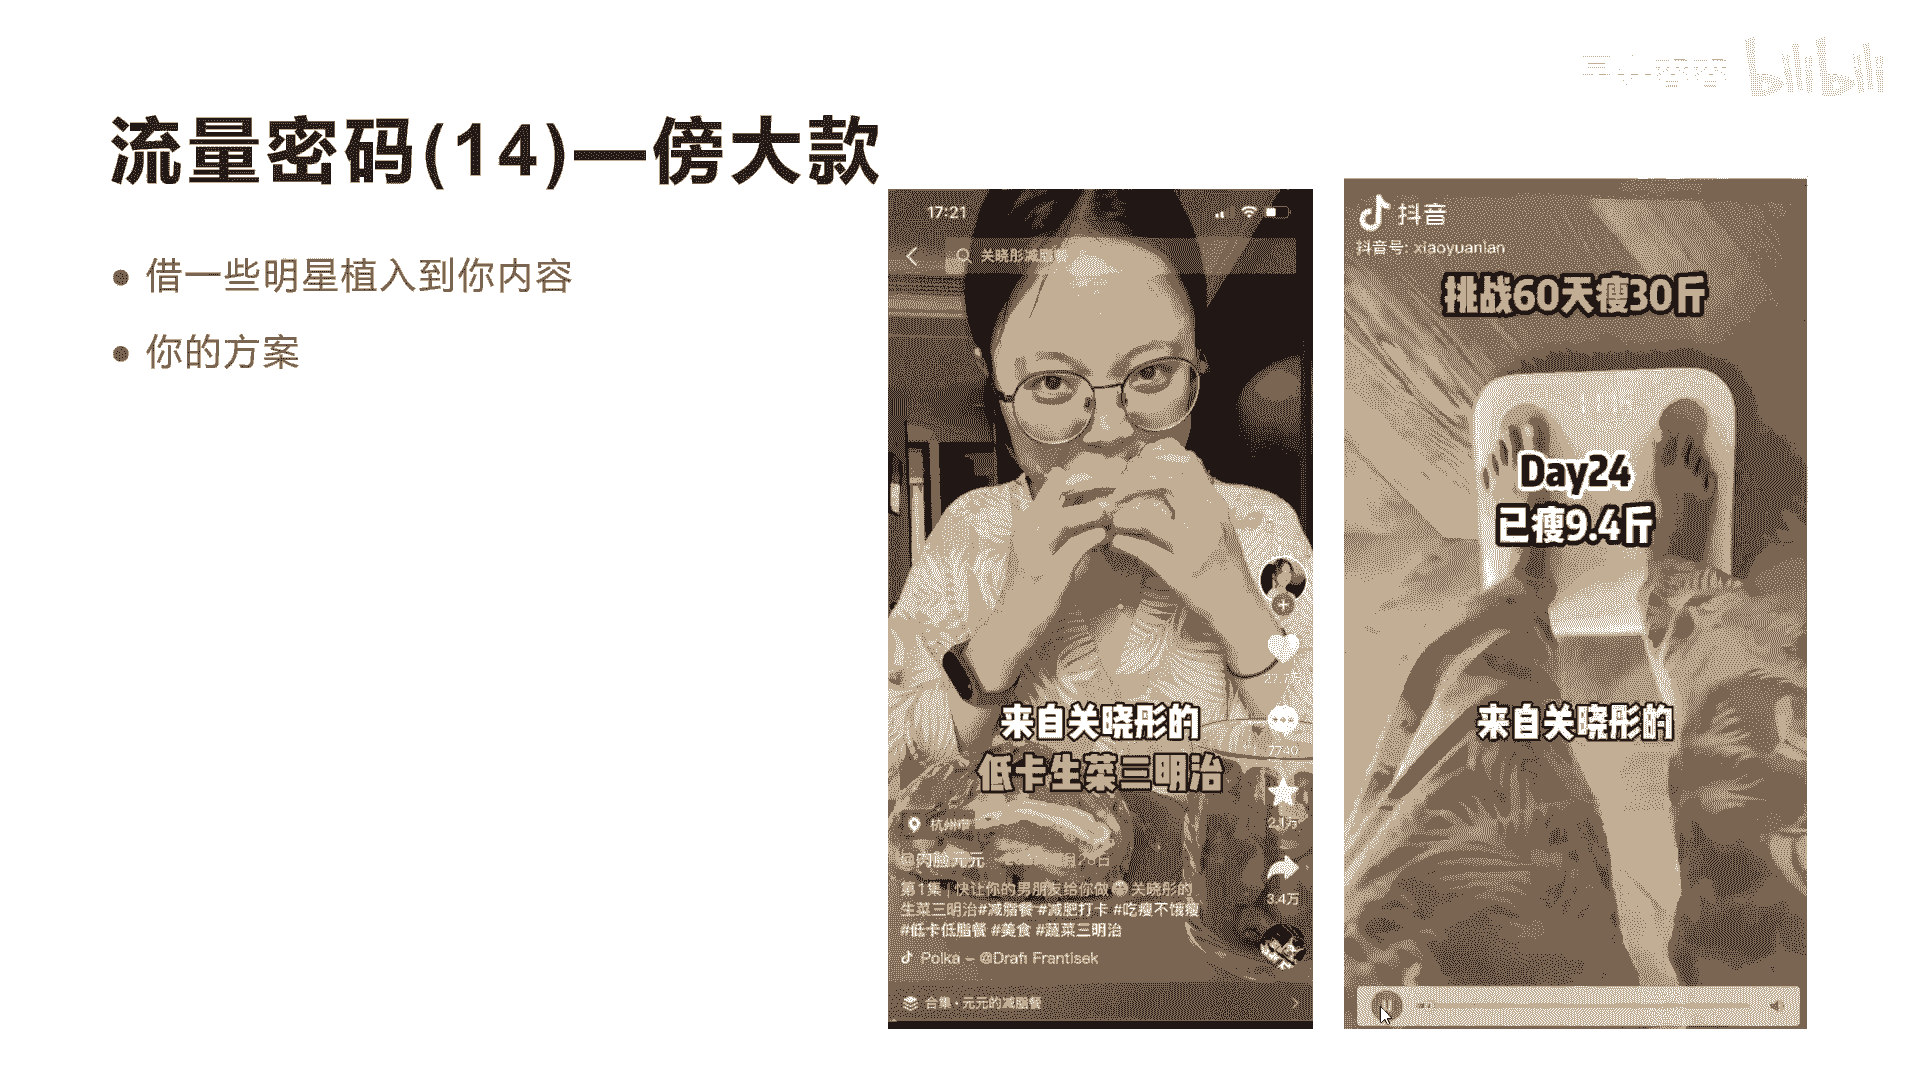 bilibili
流量密码(14)—傍大款
借一些明星植入到你内容
你的方案
17:21
关晓彤减脂餐
来自关晓彤的
低卡生菜三明治
27.7万
7740
2.1万
3.4万
杭州市
肉脸元元
第1集 | 快让你的男朋友给你做 关晓彤的
生菜三明治#减脂餐 #减肥打卡 #吃瘦不饿瘦
#低卡低脂餐 #美食 #蔬菜三明治
Polka – @Drafi Frantisek
合集·元元的减脂餐
抖音
抖音号: xiaoyuanlan
挑战60天瘦30斤
Day24
已瘦9.4斤
来自关晓彤的